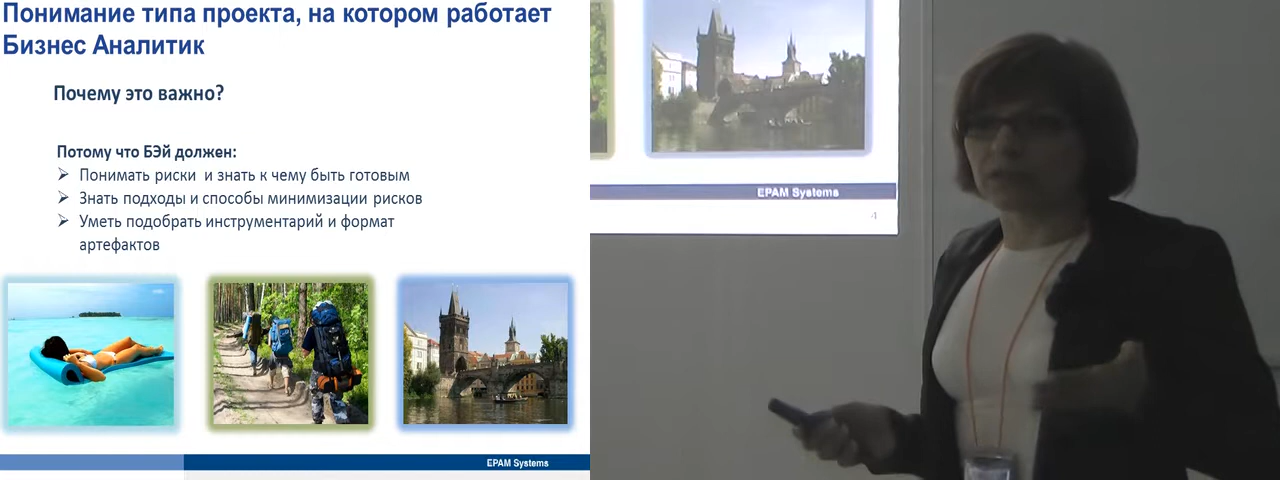 Понимание типа проекта, на котором работает
Бизнес Аналитик
Почему это важно?
Потому что БЭй должен:
Понимать риски и знать к чему быть готовым
Знать подходы и способы минимизации рисков
Уметь подобрать инструментарий и формат
артефактов
EPAM Systems
EPAM Systems
4